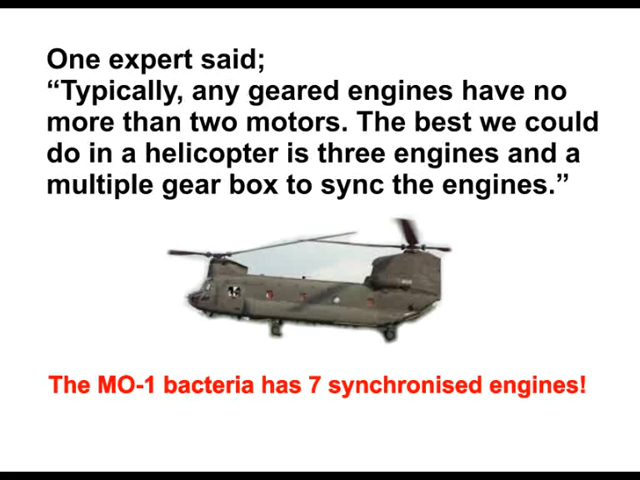 One expert said;
“Typically, any geared engines have no
more than two motors. The best we could
do in a helicopter is three engines and a
multiple gear box to sync the engines.”
The MO-1 bacteria has 7 synchronised engines!